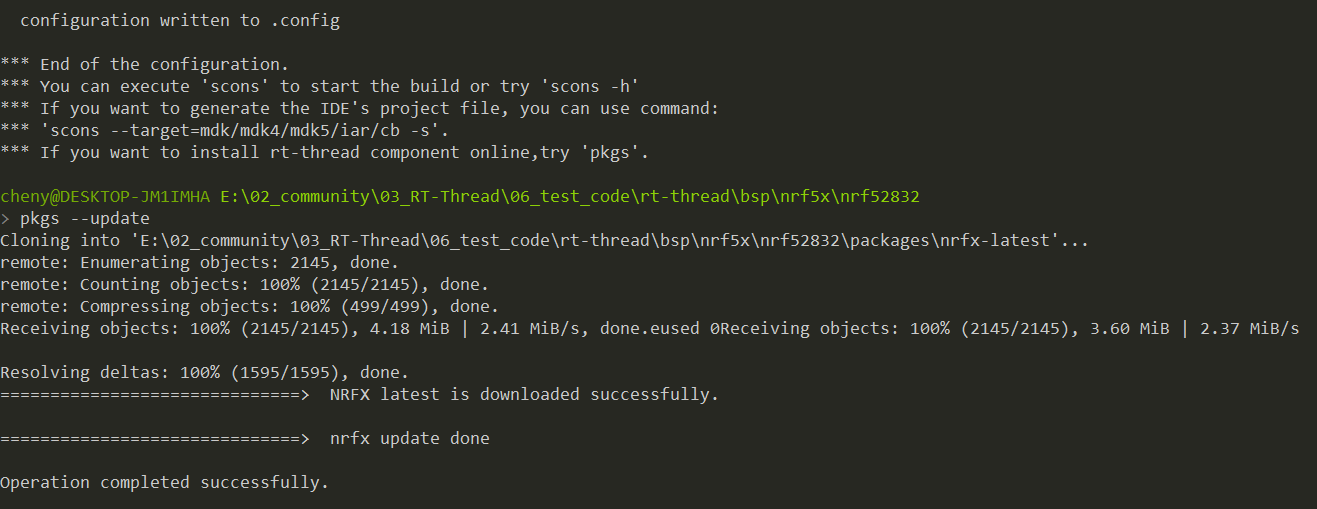 configuration written to .config
*** End of the configuration.
*** You can execute 'scons' to start the build or try 'scons -h'
*** If you want to generate the IDE's project file, you can use command:
*** 'scons --target=mdk/mdk4/mdk5/iar/cb -s'.
*** If you want to install rt-thread component online,try 'pkgs'.
cheny@DESKTOP-JM1IMHA E:\02_community\03_RT-Thread\06_test_code\rt-thread\bsp\nrf5x\nrf52832
> pkgs --update
Cloning into 'E:\02_community\03_RT-Thread\06_test_code\rt-thread\bsp\nrf5x\nrf52832\packages\nrfx-latest'...
remote: Enumerating objects: 2145, done.
remote: Counting objects: 100% (2145/2145), done.
remote: Compressing objects: 100% (499/499), done.
Receiving objects: 100% (2145/2145), 4.18 MiB | 2.41 MiB/s, done.eused 0Receiving objects: 100% (2145/2145), 3.60 MiB | 2.37 MiB/s
Resolving deltas: 100% (1595/1595), done.
==============================>  NRFX latest is downloaded successfully.
==============================>  nrfx update done
Operation completed successfully.